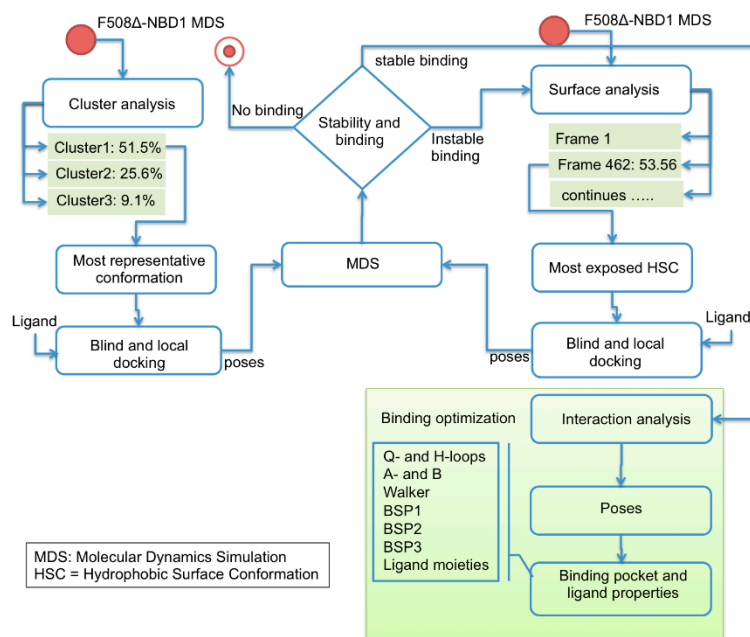 F508Δ-NBD1 MDS
Cluster analysis
Cluster1: 51.5%
Cluster2: 25.6%
Cluster3: 9.1%
Most representative
conformation
Ligand
Blind and local
docking
poses
No binding
stable binding
Stability and
binding
Instable
binding
MDS
F508Δ-NBD1 MDS
Surface analysis
Frame 1
Frame 462: 53.56
continues .....
Most exposed HSC
Ligand
Blind and local
docking
poses
Binding optimization
Interaction analysis
Q- and H-loops
A- and B
Walker
BSP1
BSP2
BSP3
Ligand moieties
Poses
Binding pocket and
ligand properties
MDS: Molecular Dynamics Simulation
HSC = Hydrophobic Surface Conformation